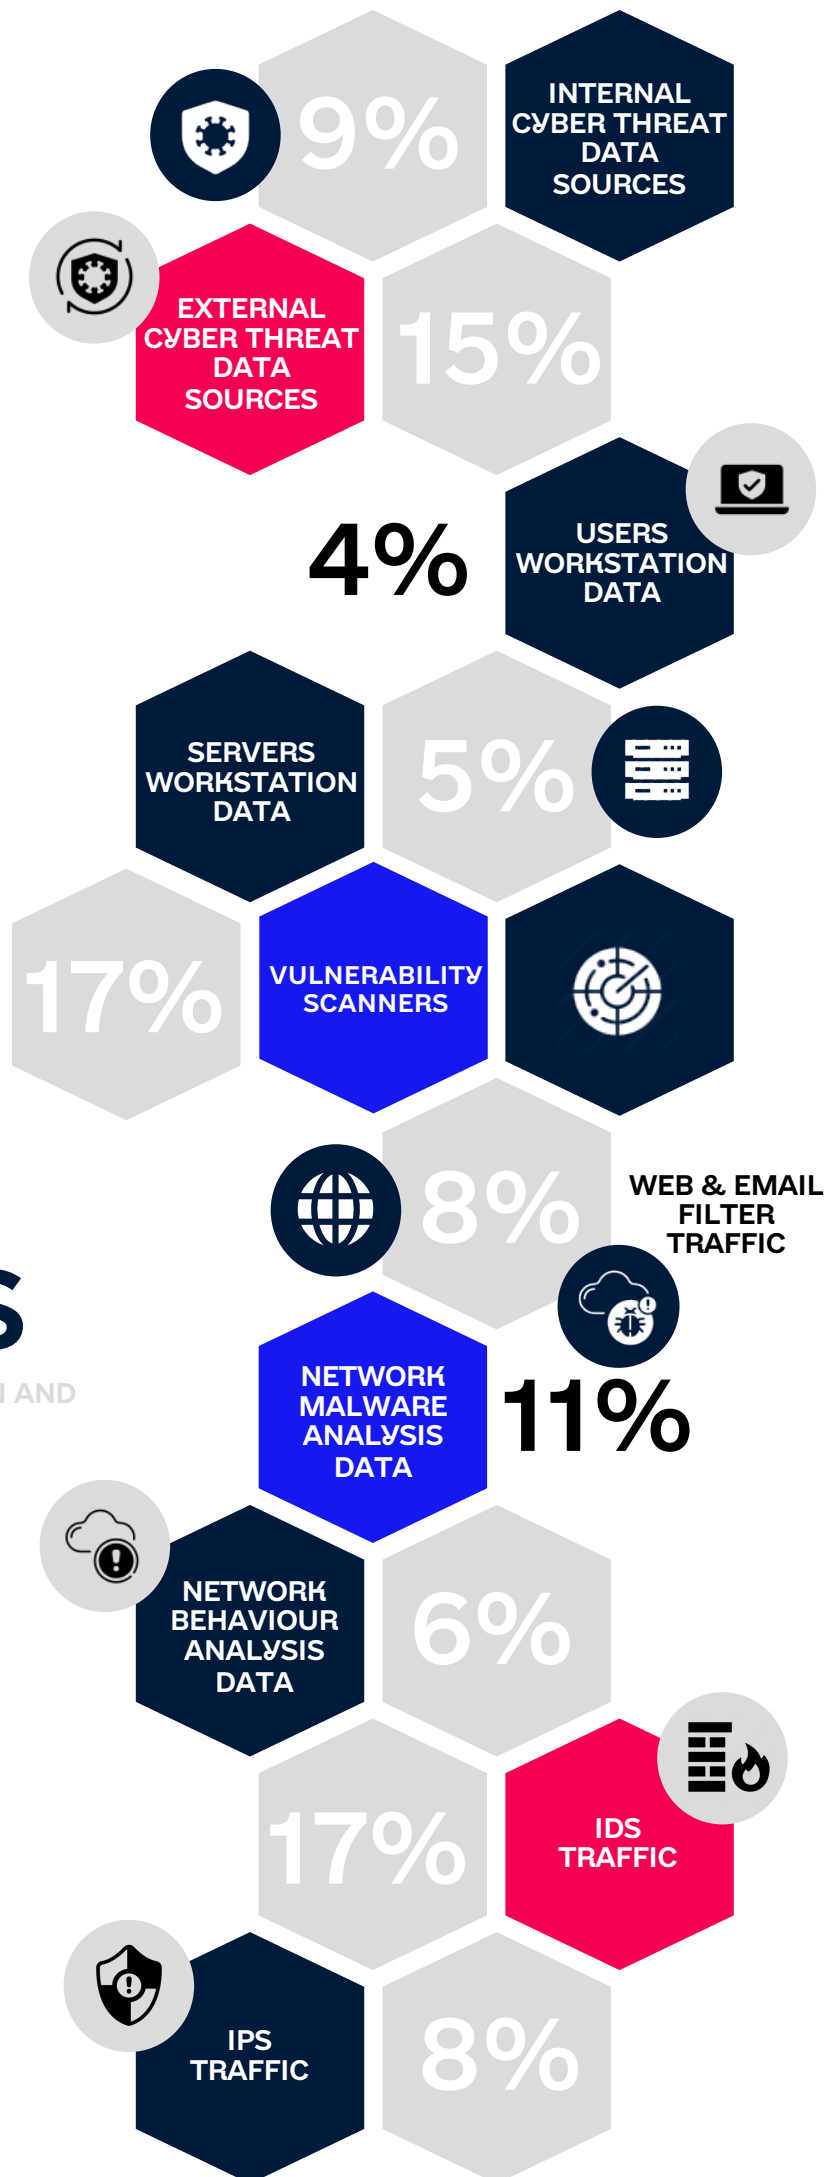 9%
INTERNAL
CYBER THREAT
DATA
SOURCES
EXTERNAL
CYBER THREAT
DATA
SOURCES
15%
4%
USERS
WORKSTATION
DATA
SERVERS
WORKSTATION
DATA
5%
17%
VULNERABILITY
SCANNERS
8%
WEB & EMAIL
FILTER
TRAFFIC
S
N AND
NETWORK
MALWARE
ANALYSIS
DATA
11%
NETWORK
BEHAVIOUR
ANALYSIS
DATA
6%
17%
IDS
TRAFFIC
IPS
TRAFFIC
8%